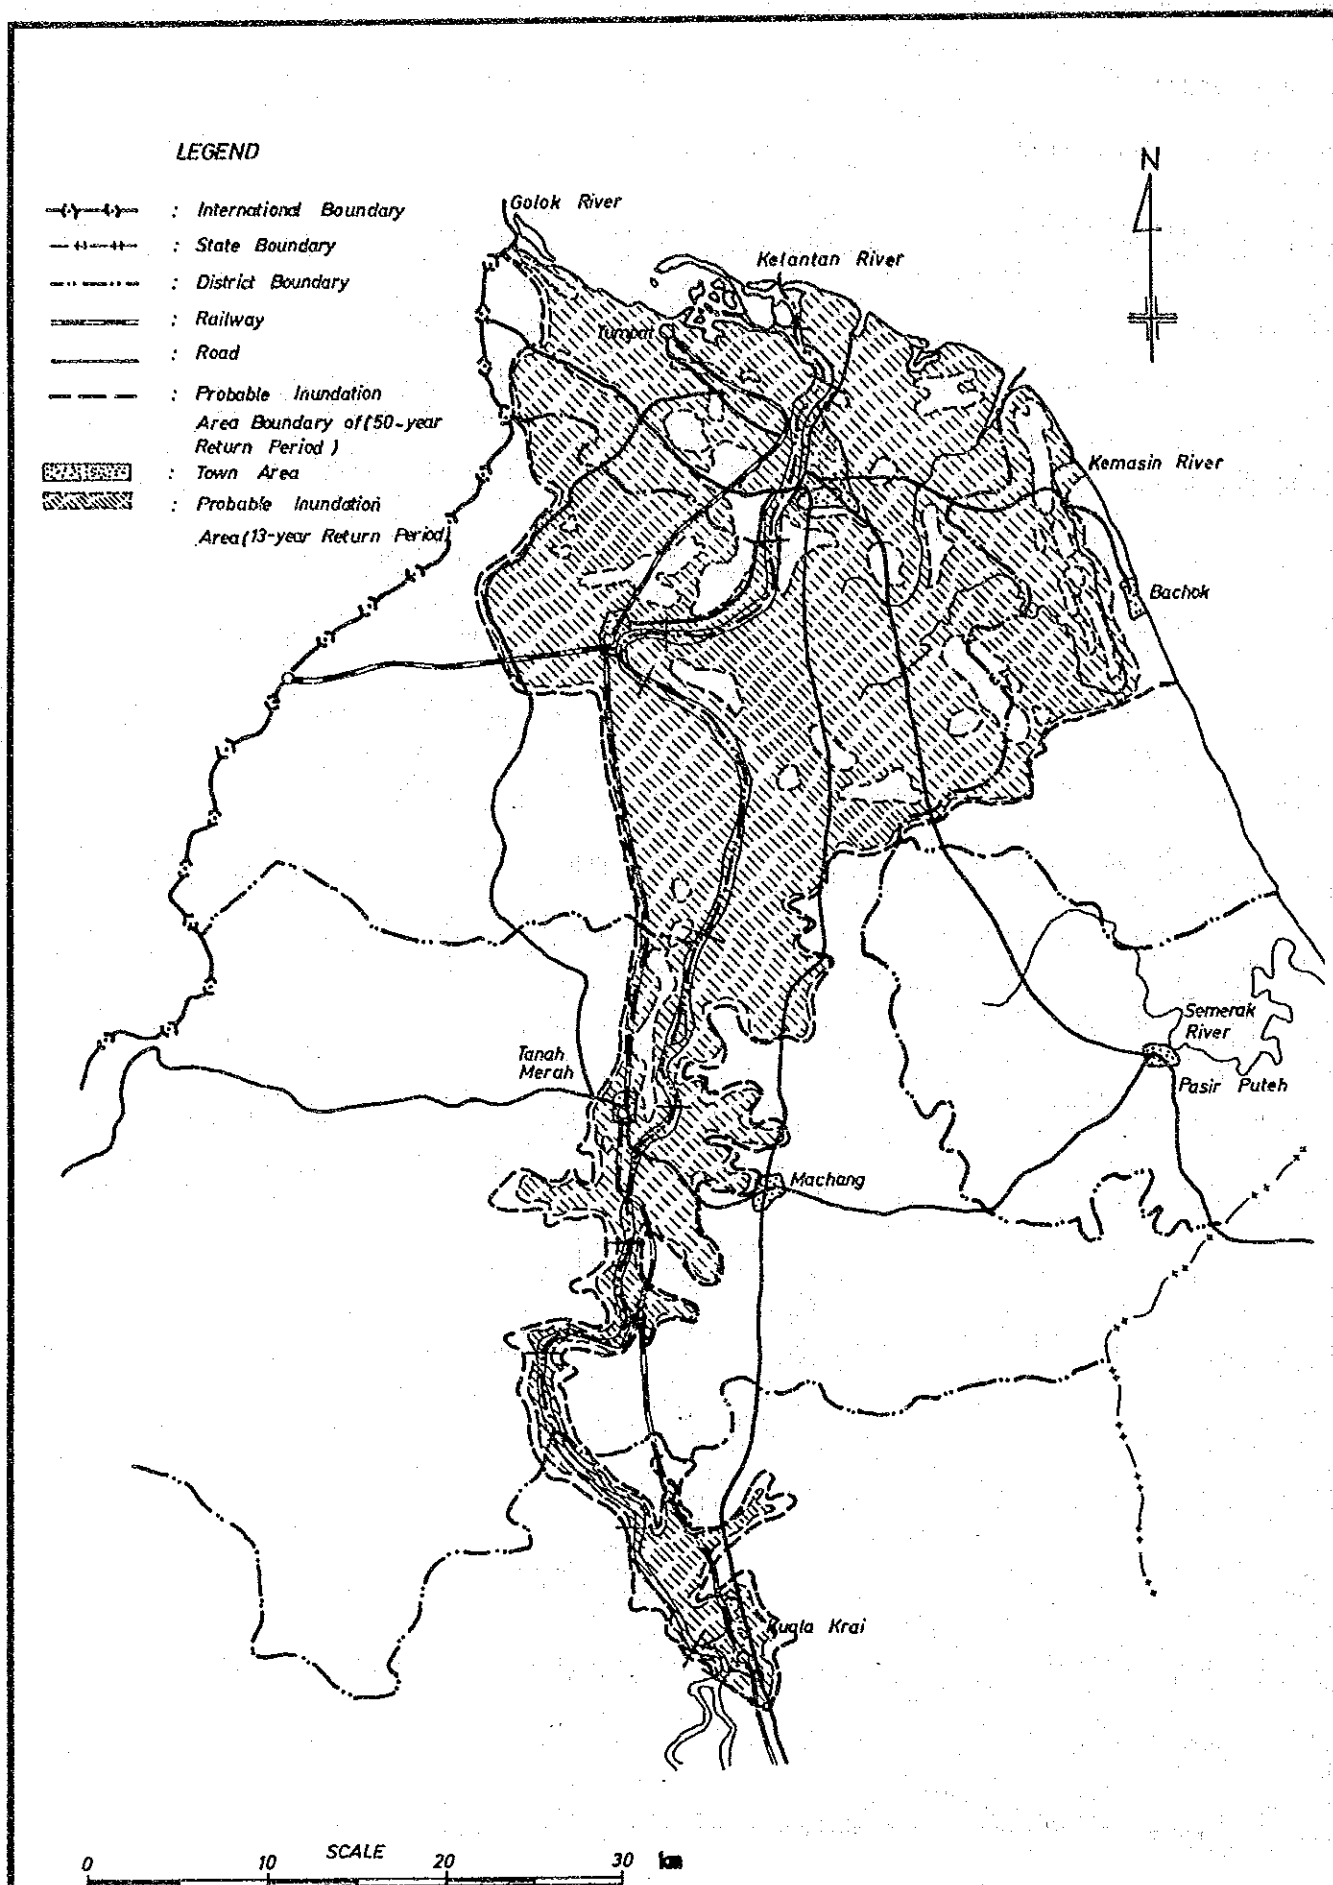 LEGEND
: International Boundary
: State Boundary
: District Boundary
: Railway
: Road
: Probable Inundation
Area Boundary of (50-year
Return Period)
: Town Area
: Probable Inundation
Area (13-year Return Period)
N
Golok River
Kelantan River
Tumpat
Kemasin River
Bachok
Semerak
River
Pasir Puteh
Tanah
Merah
Machang
Kuala Krai
SCALE
0 10 20 30 km